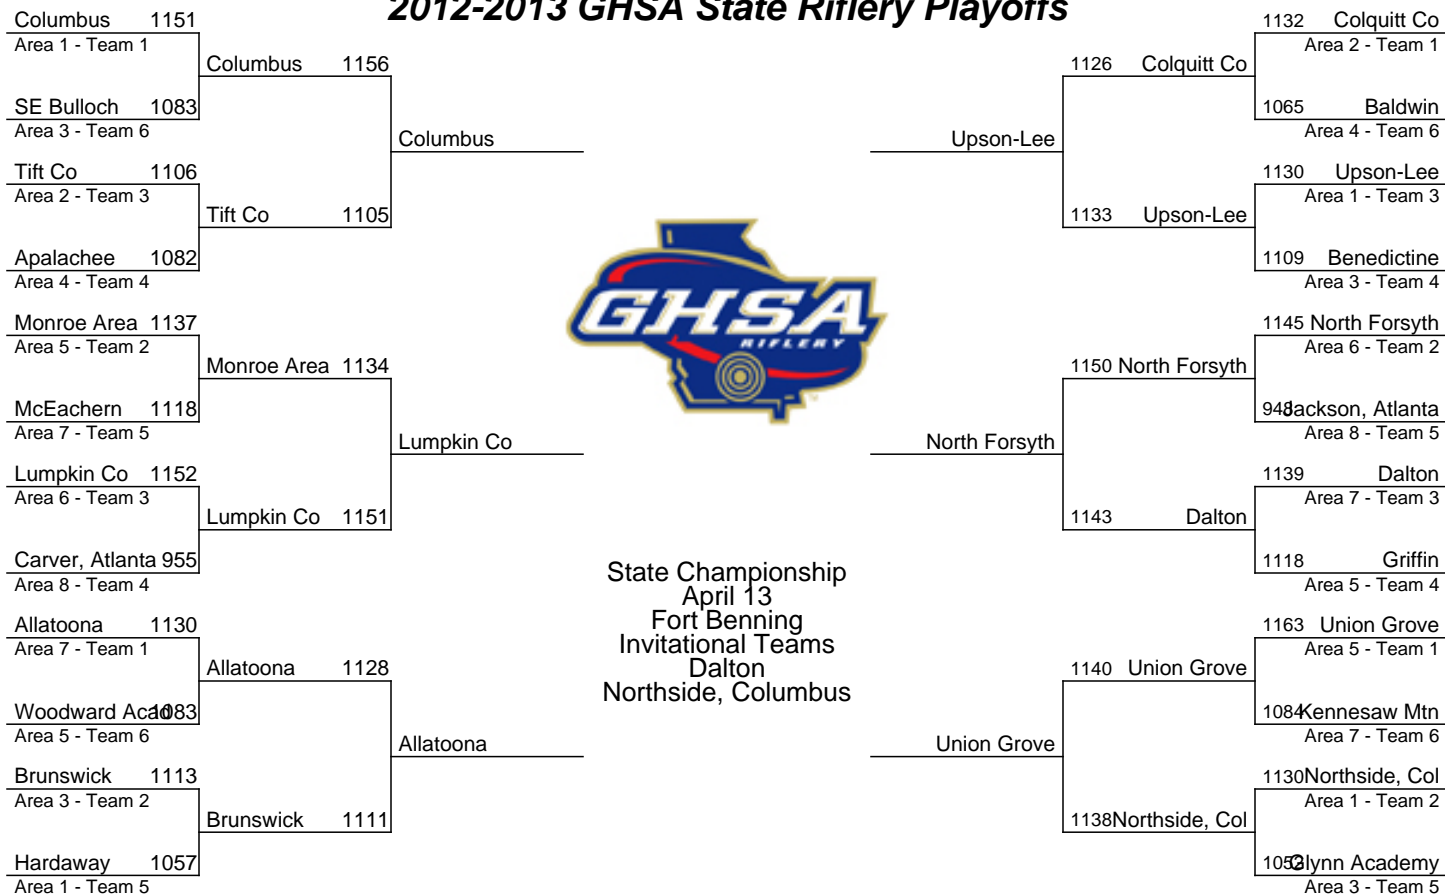 2012-2013 GHSA State Riflery Playoffs
Columbus 1151
Area 1 - Team 1
SE Bulloch 1083
Area 3 - Team 6
Tift Co 1106
Area 2 - Team 3
Apalachee 1082
Area 4 - Team 4
Monroe Area 1137
Area 5 - Team 2
McEachern 1118
Area 7 - Team 5
Lumpkin Co 1152
Area 6 - Team 3
Carver, Atlanta 955
Area 8 - Team 4
Allatoona 1130
Area 7 - Team 1
Woodward Acad 1083
Area 5 - Team 6
Brunswick 1113
Area 3 - Team 2
Hardaway 1057
Area 1 - Team 5
Columbus 1156
Tift Co 1105
Monroe Area 1134
Lumpkin Co 1151
Allatoona 1128
Brunswick 1111
Columbus
Lumpkin Co
Allatoona
GHSA
RIFLERY
State Championship
April 13
Fort Benning
Invitational Teams
Dalton
Northside, Columbus
Upson-Lee
North Forsyth
Union Grove
1126 Colquitt Co
1133 Upson-Lee
1150 North Forsyth
1143 Dalton
1140 Union Grove
1138 Northside, Col
1132 Colquitt Co
Area 2 - Team 1
1065 Baldwin
Area 4 - Team 6
1130 Upson-Lee
Area 1 - Team 3
1109 Benedictine
Area 3 - Team 4
1145 North Forsyth
Area 6 - Team 2
Jackson, Atlanta
Area 8 - Team 5
1139 Dalton
Area 7 - Team 3
1118 Griffin
Area 5 - Team 4
1163 Union Grove
Area 5 - Team 1
1084 Kennesaw Mtn
Area 7 - Team 6
1130 Northside, Col
Area 1 - Team 2
Glynn Academy
Area 3 - Team 5